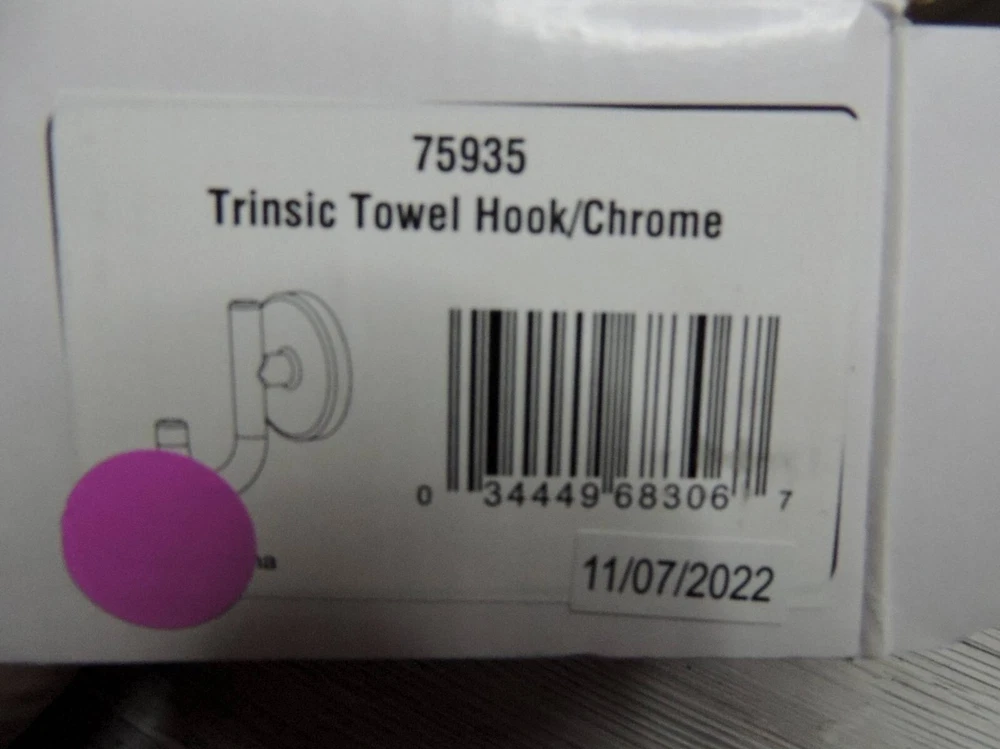 75935
Trinsic Towel Hook/Chrome
0 34449 68306 7
11/07/2022